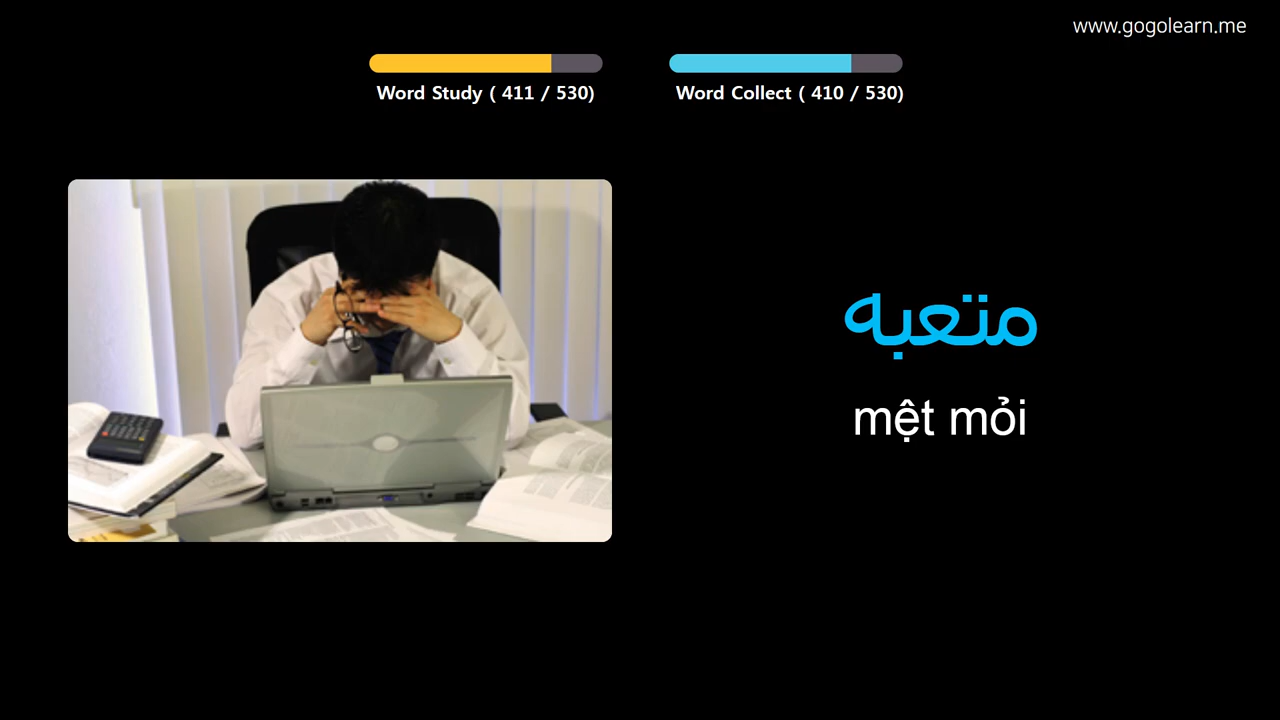 www.gogolearn.me
Word Study ( 411 / 530)
Word Collect ( 410 / 530)
متعبه
mệt mỏi